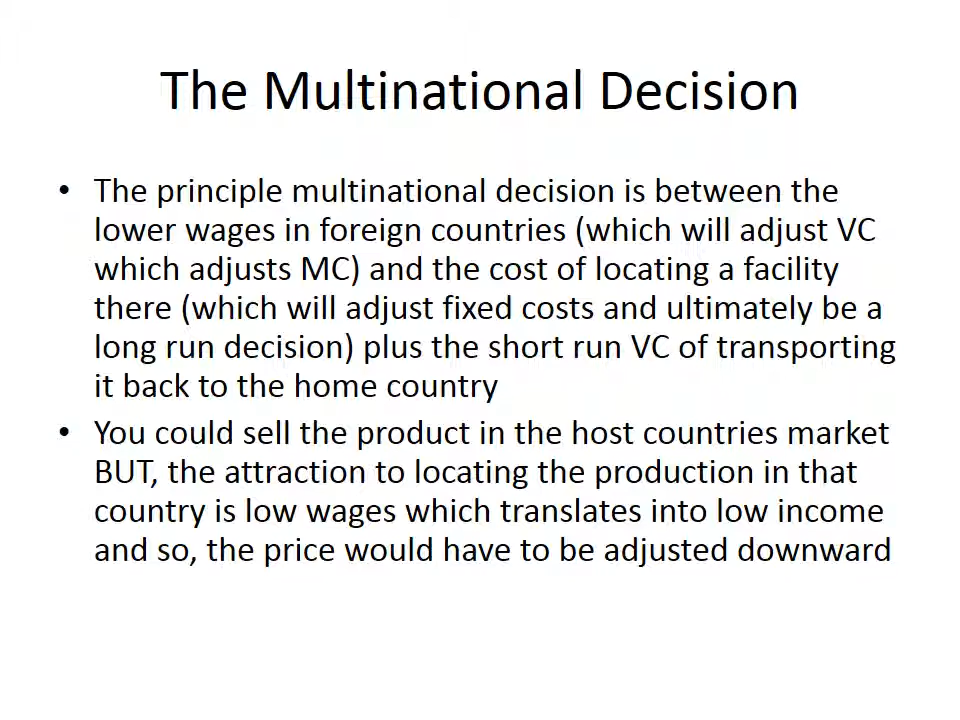 The Multinational Decision
• The principle multinational decision is between the
lower wages in foreign countries (which will adjust VC
which adjusts MC) and the cost of locating a facility
there (which will adjust fixed costs and ultimately be a
long run decision) plus the short run VC of transporting
it back to the home country
• You could sell the product in the host countries market
BUT, the attraction to locating the production in that
country is low wages which translates into low income
and so, the price would have to be adjusted downward